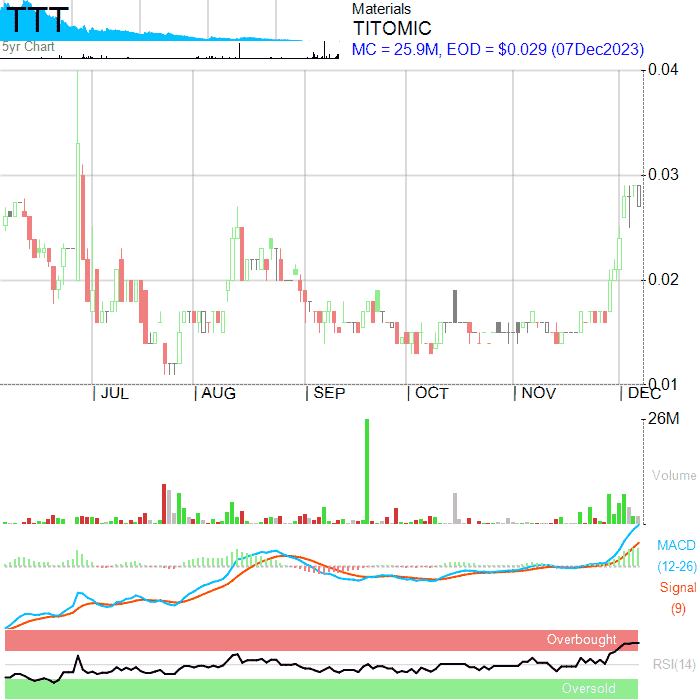 TTT
5yr Chart
Materials
TITOMIC
MC = 25.9M, EOD = $0.029 (07Dec2023)
0.04
0.03
0.02
0.01
JUL AUG SEP OCT NOV DEC
26M
Volume
MACD
(12-26)
Signal
(9)
Overbought
RSI(14)
Oversold